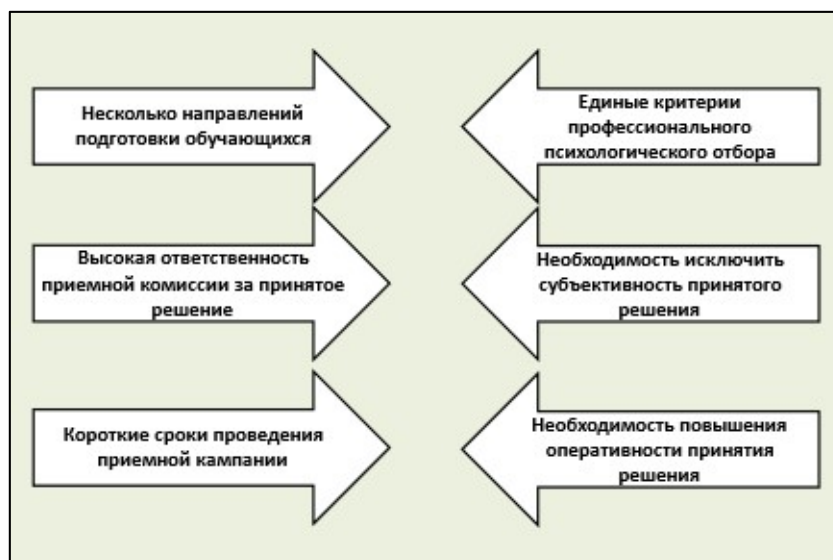 Несколько направлений
подготовки обучающихся
Единые критерии
профессионального
психологического отбора
Высокая ответственность
приемной комиссии за принятое
решение
Необходимость исключить
субъективность принятого
решения
Короткие сроки проведения
приемной кампании
Необходимость повышения
оперативности принятия
решения